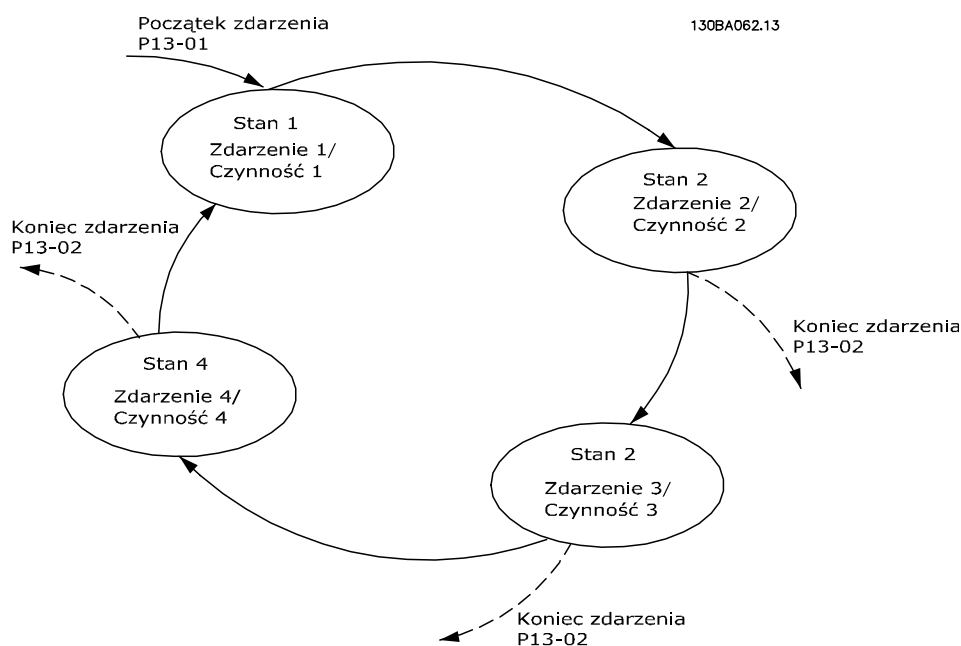 Początek zdarzenia
P13-01
130BA062.13
Stan 1
Zdarzenie 1/
Czynność 1
Stan 2
Zdarzenie 2/
Czynność 2
Koniec zdarzenia
P13-02
Koniec zdarzenia
P13-02
Stan 4
Zdarzenie 4/
Czynność 4
Stan 2
Zdarzenie 3/
Czynność 3
Koniec zdarzenia
P13-02